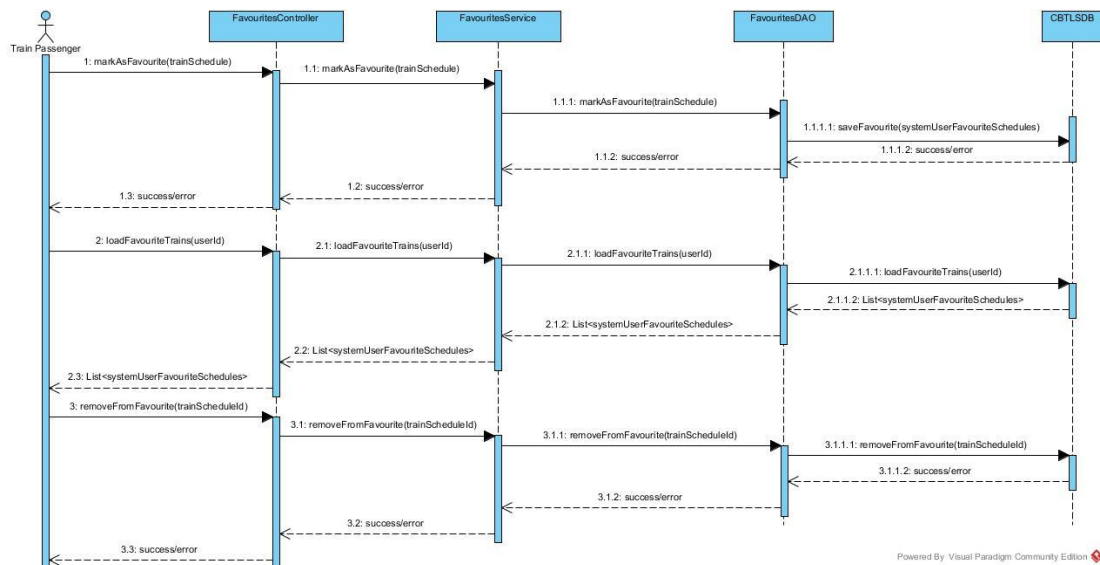 FavouritesController
FavouritesService
FavouritesDAO
CBTLSDB
Train Passenger
1: markAsFavourite(trainSchedule)
1.1: markAsFavourite(trainSchedule)
1.1.1: markAsFavourite(trainSchedule)
1.1.1.1: saveFavourite(systemUserFavouriteSchedules)
1.1.1.2: success/error
1.1.2: success/error
1.2: success/error
1.3: success/error
2: loadFavouriteTrains(userId)
2.1: loadFavouriteTrains(userId)
2.1.1: loadFavouriteTrains(userId)
2.1.1.1: loadFavouriteTrains(userId)
2.1.1.2: List<systemUserFavouriteSchedules>
2.1.2: List<systemUserFavouriteSchedules>
2.2: List<systemUserFavouriteSchedules>
2.3: List<systemUserFavouriteSchedules>
3: removeFromFavourite(trainScheduleId)
3.1: removeFromFavourite(trainScheduleId)
3.1.1: removeFromFavourite(trainScheduleId)
3.1.1.1: removeFromFavourite(trainScheduleId)
3.1.1.2: success/error
3.1.2: success/error
3.2: success/error
3.3: success/error
Powered By Visual Paradigm Community Edition